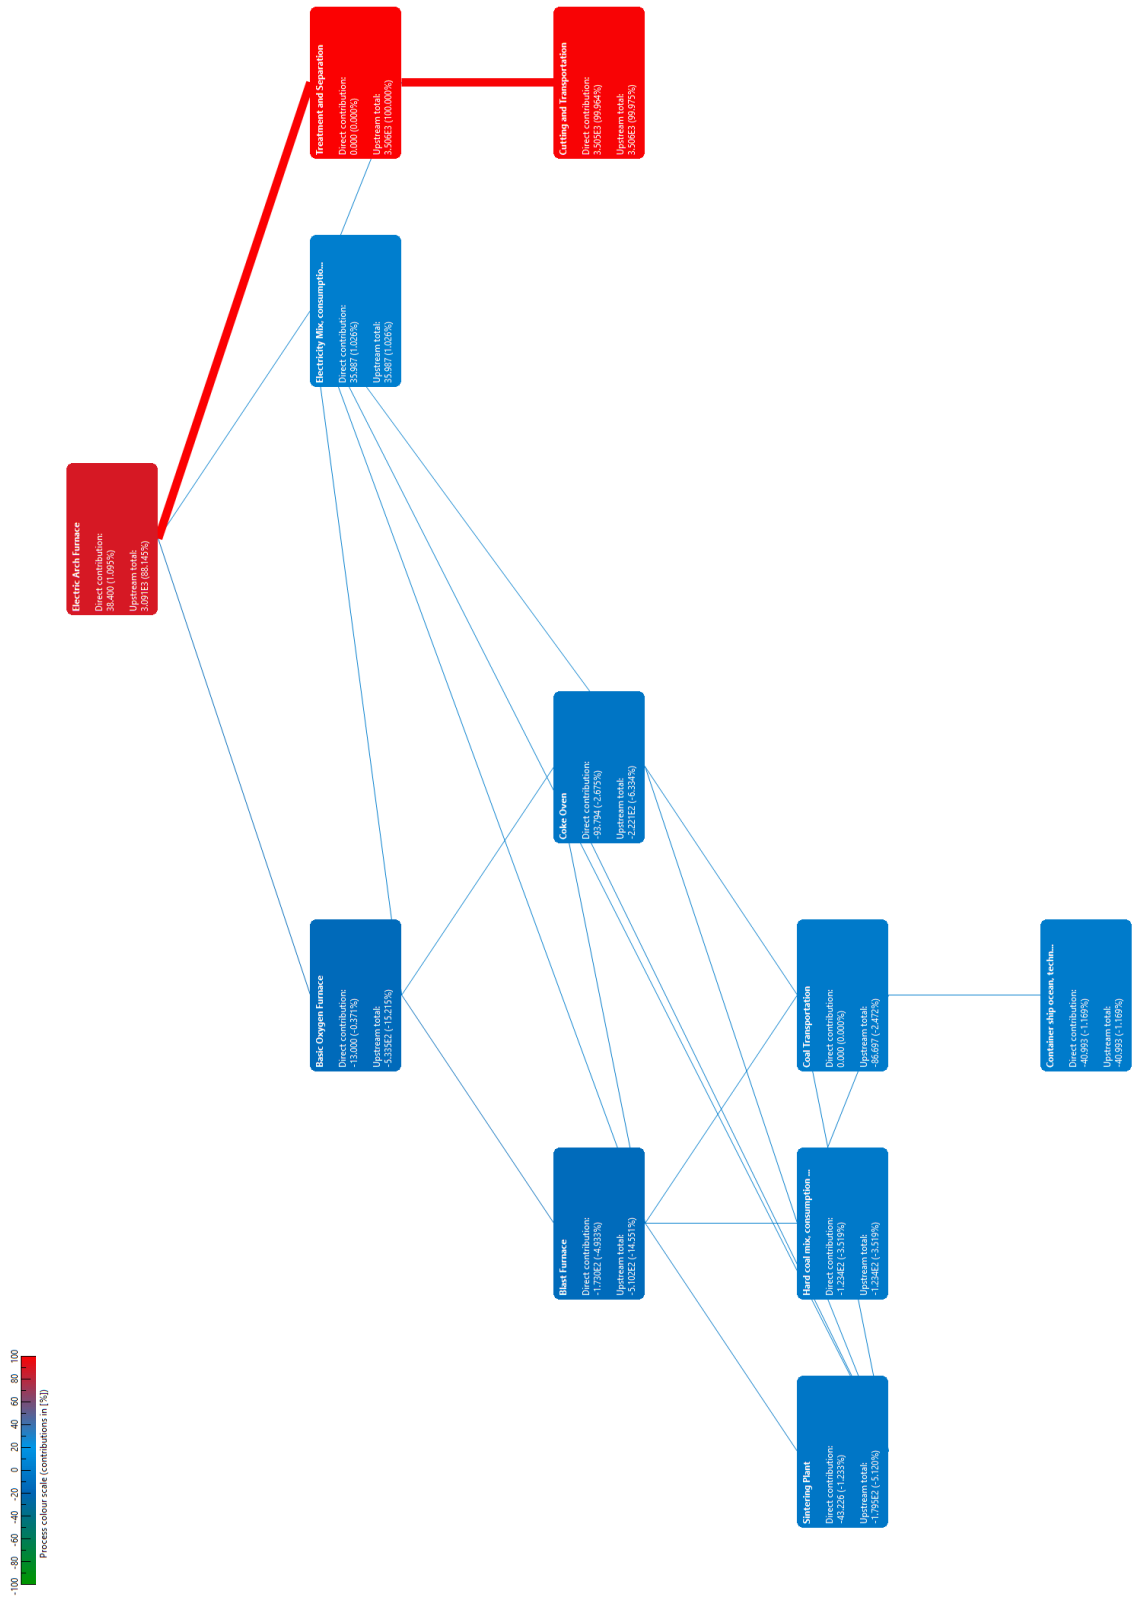 Treatment and Separation
Direct contribution:
0.000 (0.000%)
Upstream total:
3.506E3 (100.000%)
Cutting and Transportation
Direct contribution:
3.505E3 (99.964%)
Upstream total:
3.506E3 (99.975%)
Electricity Mix, consumptio...
Direct contribution:
35.987 (1.026%)
Upstream total:
35.987 (1.026%)
Electric Arch Furnace
Direct contribution:
38.400 (1.095%)
Upstream total:
3.091E3 (88.145%)
Coke Oven
Direct contribution:
-93.794 (-2.675%)
Upstream total:
-2.221E2 (-6.334%)
Basic Oxygen Furnace
Direct contribution:
-13.000 (-0.371%)
Upstream total:
-5.335E2 (-15.215%)
Coal Transportation
Direct contribution:
0.000 (0.000%)
Upstream total:
-86.697 (-2.472%)
Container ship ocean, techn...
Direct contribution:
-40.993 (-1.169%)
Upstream total:
-40.993 (-1.169%)
Blast Furnace
Direct contribution:
-1.730E2 (-4.933%)
Upstream total:
-5.102E2 (-14.551%)
Hard coal mix, consumption ...
Direct contribution:
-1.234E2 (-3.519%)
Upstream total:
-1.234E2 (-3.519%)
Sintering Plant
Direct contribution:
-43.226 (-1.233%)
Upstream total:
-1.795E2 (-5.120%)
-100 -80 -60 -40 -20 0 20 40 60 80 100
Process colour scale (contributions in [%])